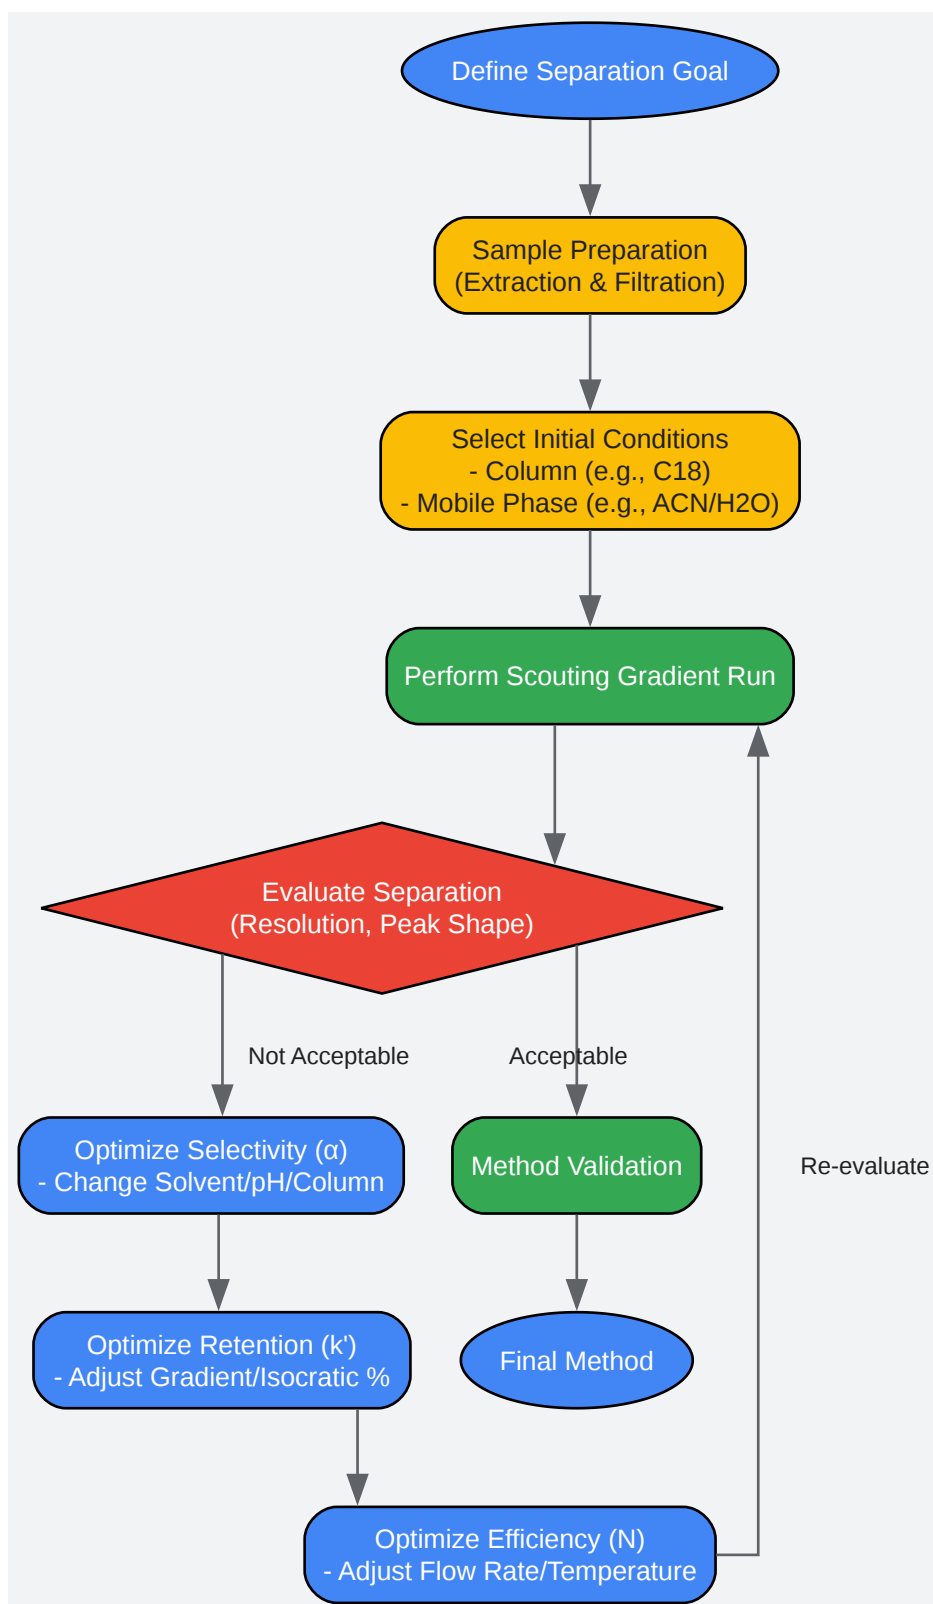 Define Separation Goal
Sample Preparation
(Extraction & Filtration)
Select Initial Conditions
- Column (e.g., C18)
- Mobile Phase (e.g., ACN/H2O)
Perform Scouting Gradient Run
Evaluate Separation
(Resolution, Peak Shape)
Not Acceptable
Acceptable
Optimize Selectivity (α)
- Change Solvent/pH/Column
Method Validation
Re-evaluate
Optimize Retention (k')
- Adjust Gradient/Isocratic %
Final Method
Optimize Efficiency (N)
- Adjust Flow Rate/Temperature